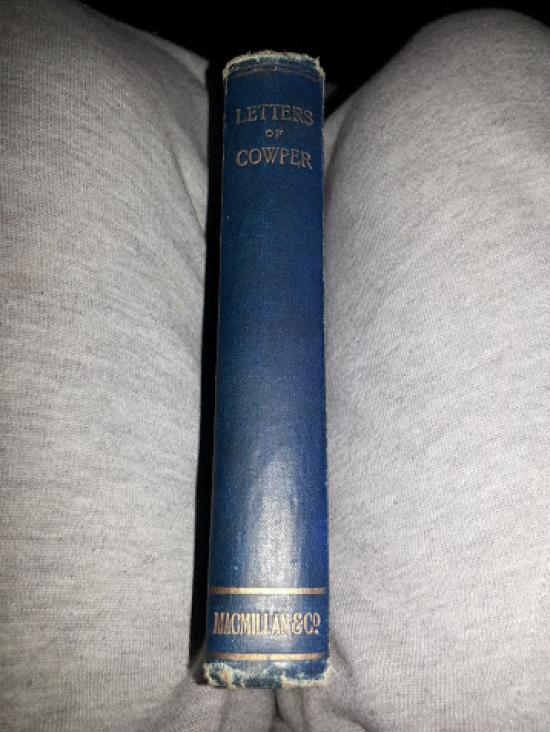 LETTERS
OF
COWPER
MACMILLAN & Co.